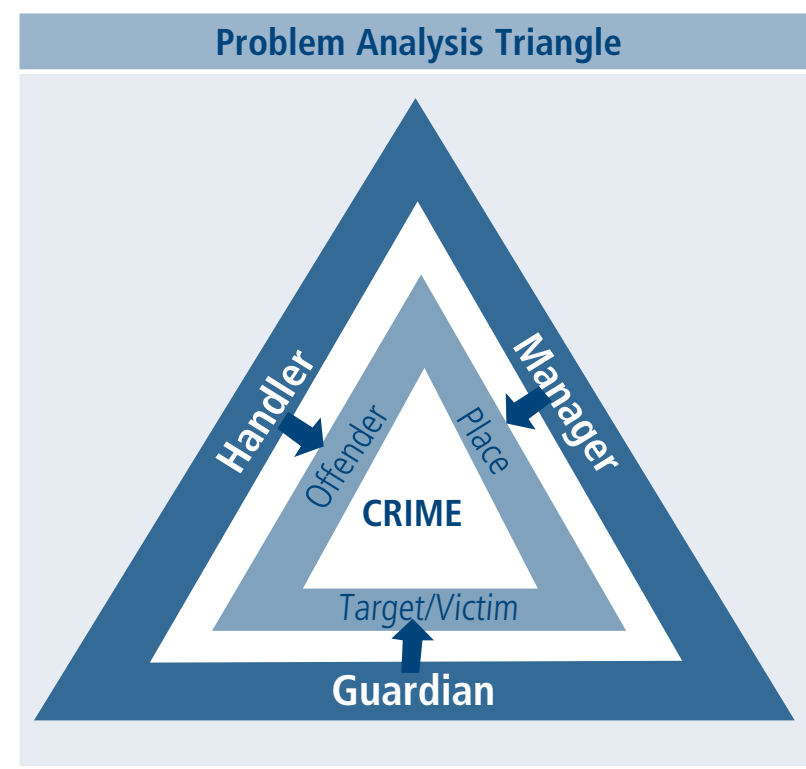 Problem Analysis Triangle
Handler
Manager
Offender
Place
CRIME
Target/Victim
Guardian